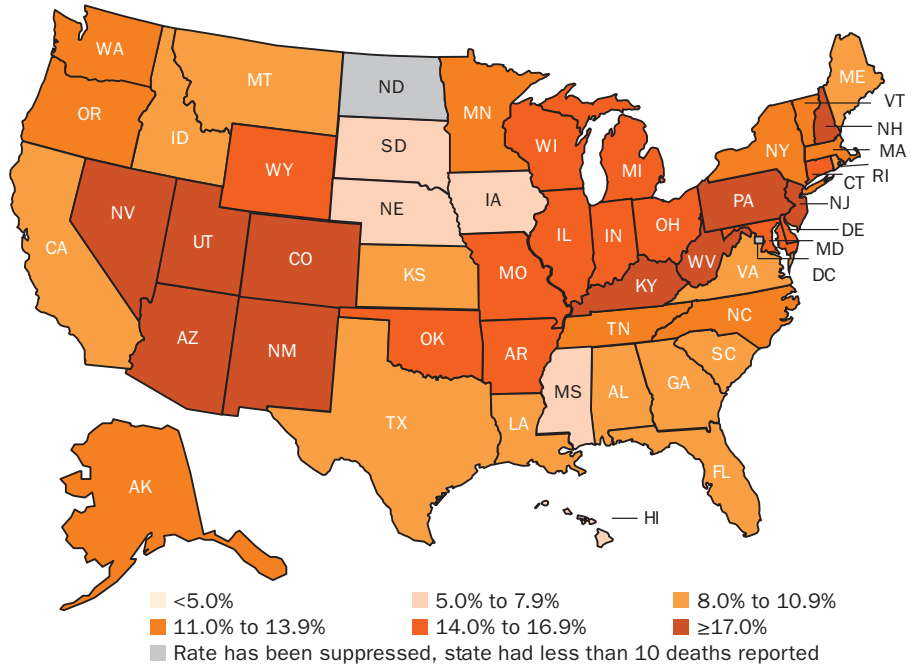 WA
MT
ND
MN
ME
VT
NH
OR
ID
SD
WI
MI
NY
MA
WY
RI
CT
IA
NE
PA
NJ
NV
UT
CO
IL
IN
OH
DE
MD
CA
KS
MO
KY
WV
VA
DC
AZ
NM
OK
AR
TN
NC
SC
MS
AL
GA
TX
LA
FL
AK
HI
<5.0%
5.0% to 7.9%
8.0% to 10.9%
11.0% to 13.9%
14.0% to 16.9%
≥17.0%
Rate has been suppressed, state had less than 10 deaths reported